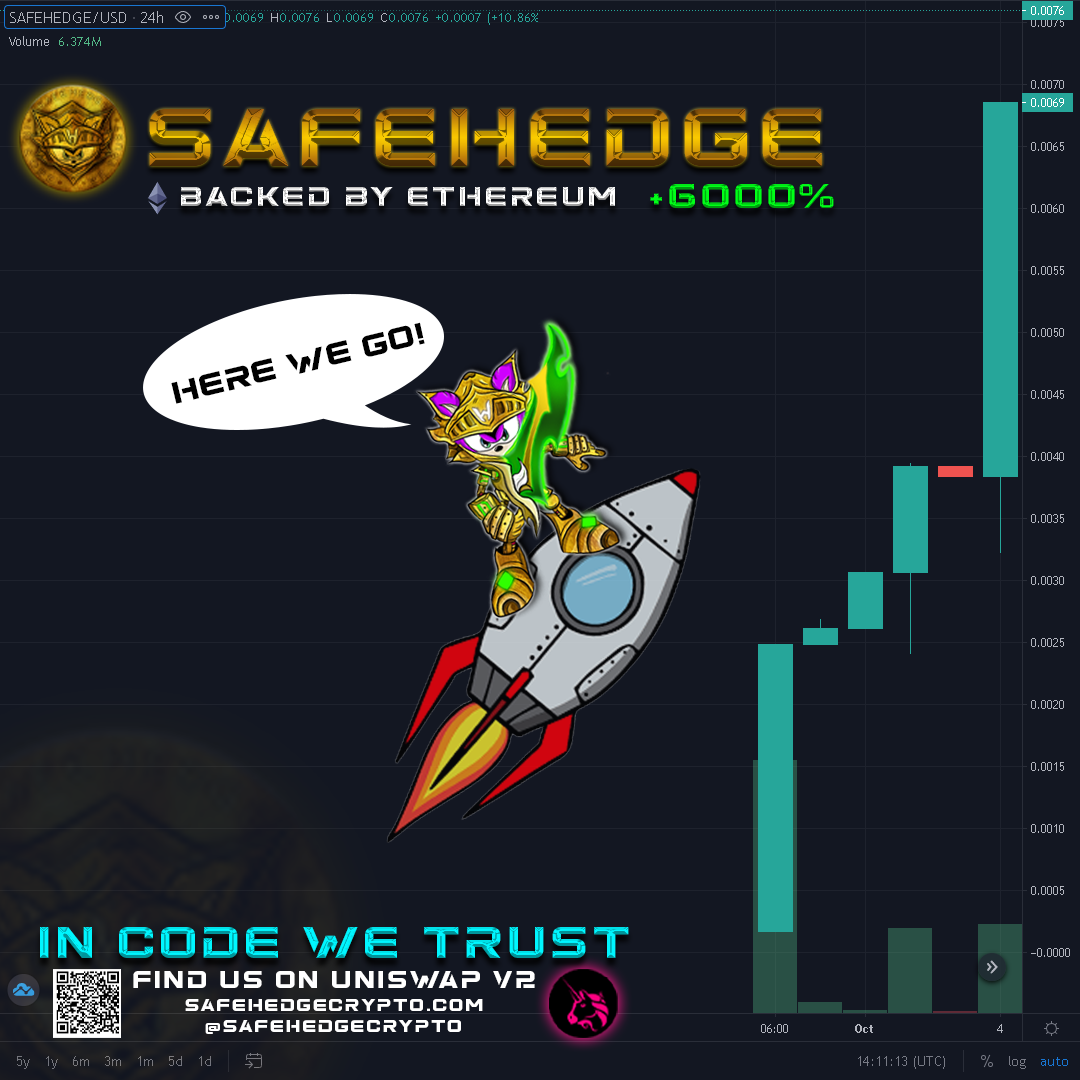 SAFEHEDGE/USD · 24h 0.0069 H0.0076 L0.0069 C0.0076 +0.0007 (+10.86%
Volume 6.374M
SAFEHEDGE
BACKED BY ETHEREUM +6000%
HERE WE GO!
W
0.0076
0.0075
0.0070
0.0069
0.0065
0.0060
0.0055
0.0050
0.0045
0.0040
0.0035
0.0030
0.0025
0.0020
0.0015
0.0010
0.0005
−0.0000
IN CODE WE TRUST
FIND US ON UNISWAP V2
SAFEHEDGECRYPTO.COM
@SAFEHEDGECRYPTO
06:00 Oct 4
5y 1y 6m 3m 1m 5d 1d 14:11:13 (UTC) % log auto